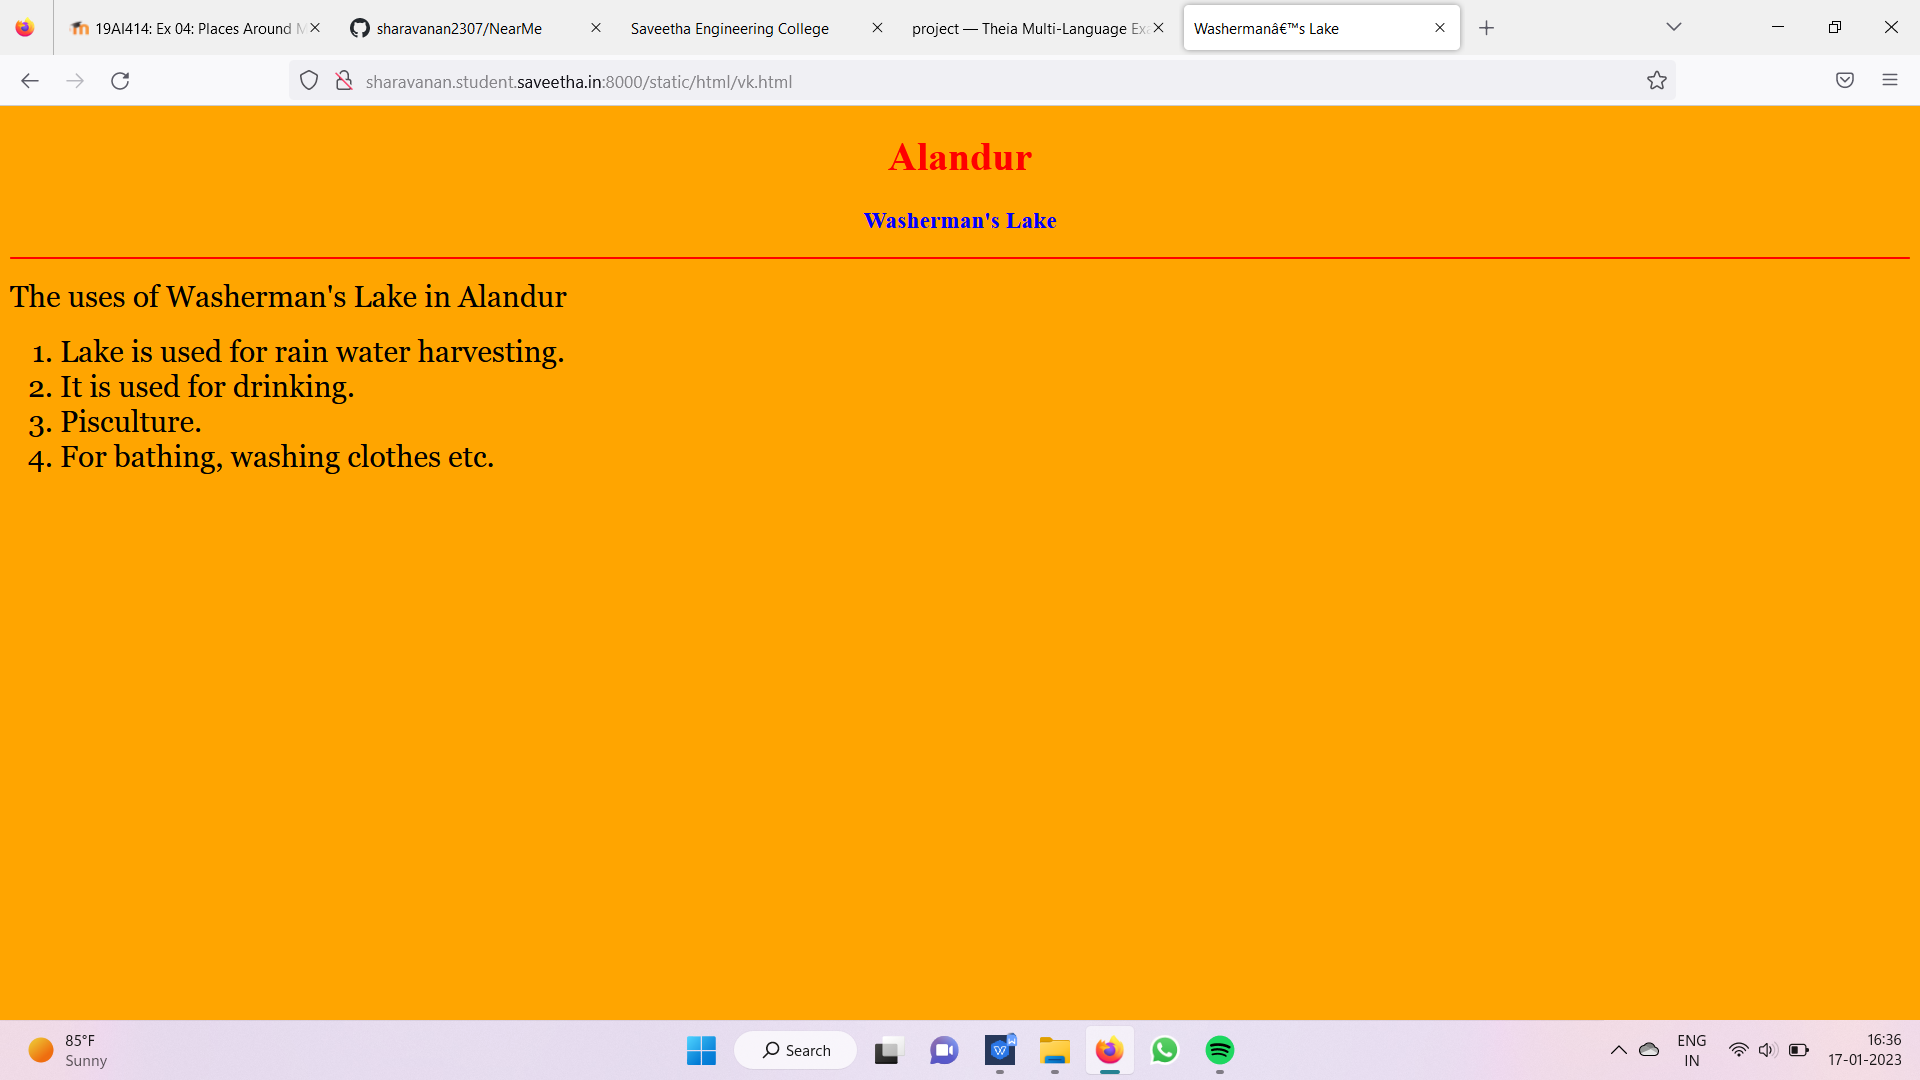 19AI414: Ex 04: Places Around M
sharavanan2307/NearMe
Saveetha Engineering College
project — Theia Multi-Language Exa
Washermanâ€™s Lake
sharavanan.student.saveetha.in:8000/static/html/vk.html
Alandur
Washerman's Lake
The uses of Washerman's Lake in Alandur
1. Lake is used for rain water harvesting.
2. It is used for drinking.
3. Pisculture.
4. For bathing, washing clothes etc.
85°F
Sunny
Search
ENG
IN
16:36
17-01-2023